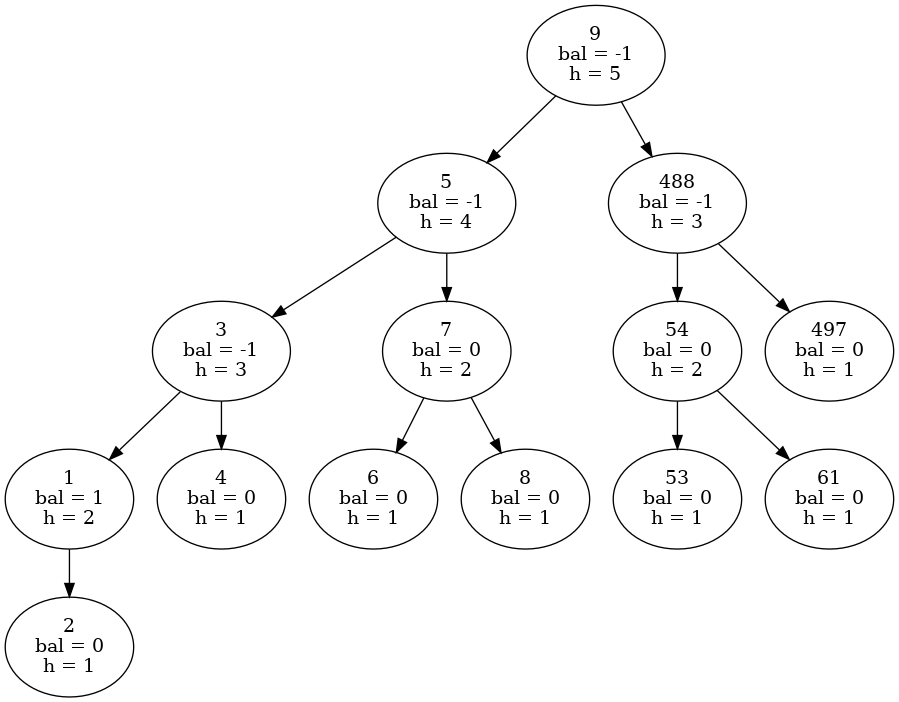 9
bal = -1
h = 5
5
bal = -1
h = 4
488
bal = -1
h = 3
3
bal = -1
h = 3
7
bal = 0
h = 2
54
bal = 0
h = 2
497
bal = 0
h = 1
1
bal = 1
h = 2
4
bal = 0
h = 1
6
bal = 0
h = 1
8
bal = 0
h = 1
53
bal = 0
h = 1
61
bal = 0
h = 1
2
bal = 0
h = 1